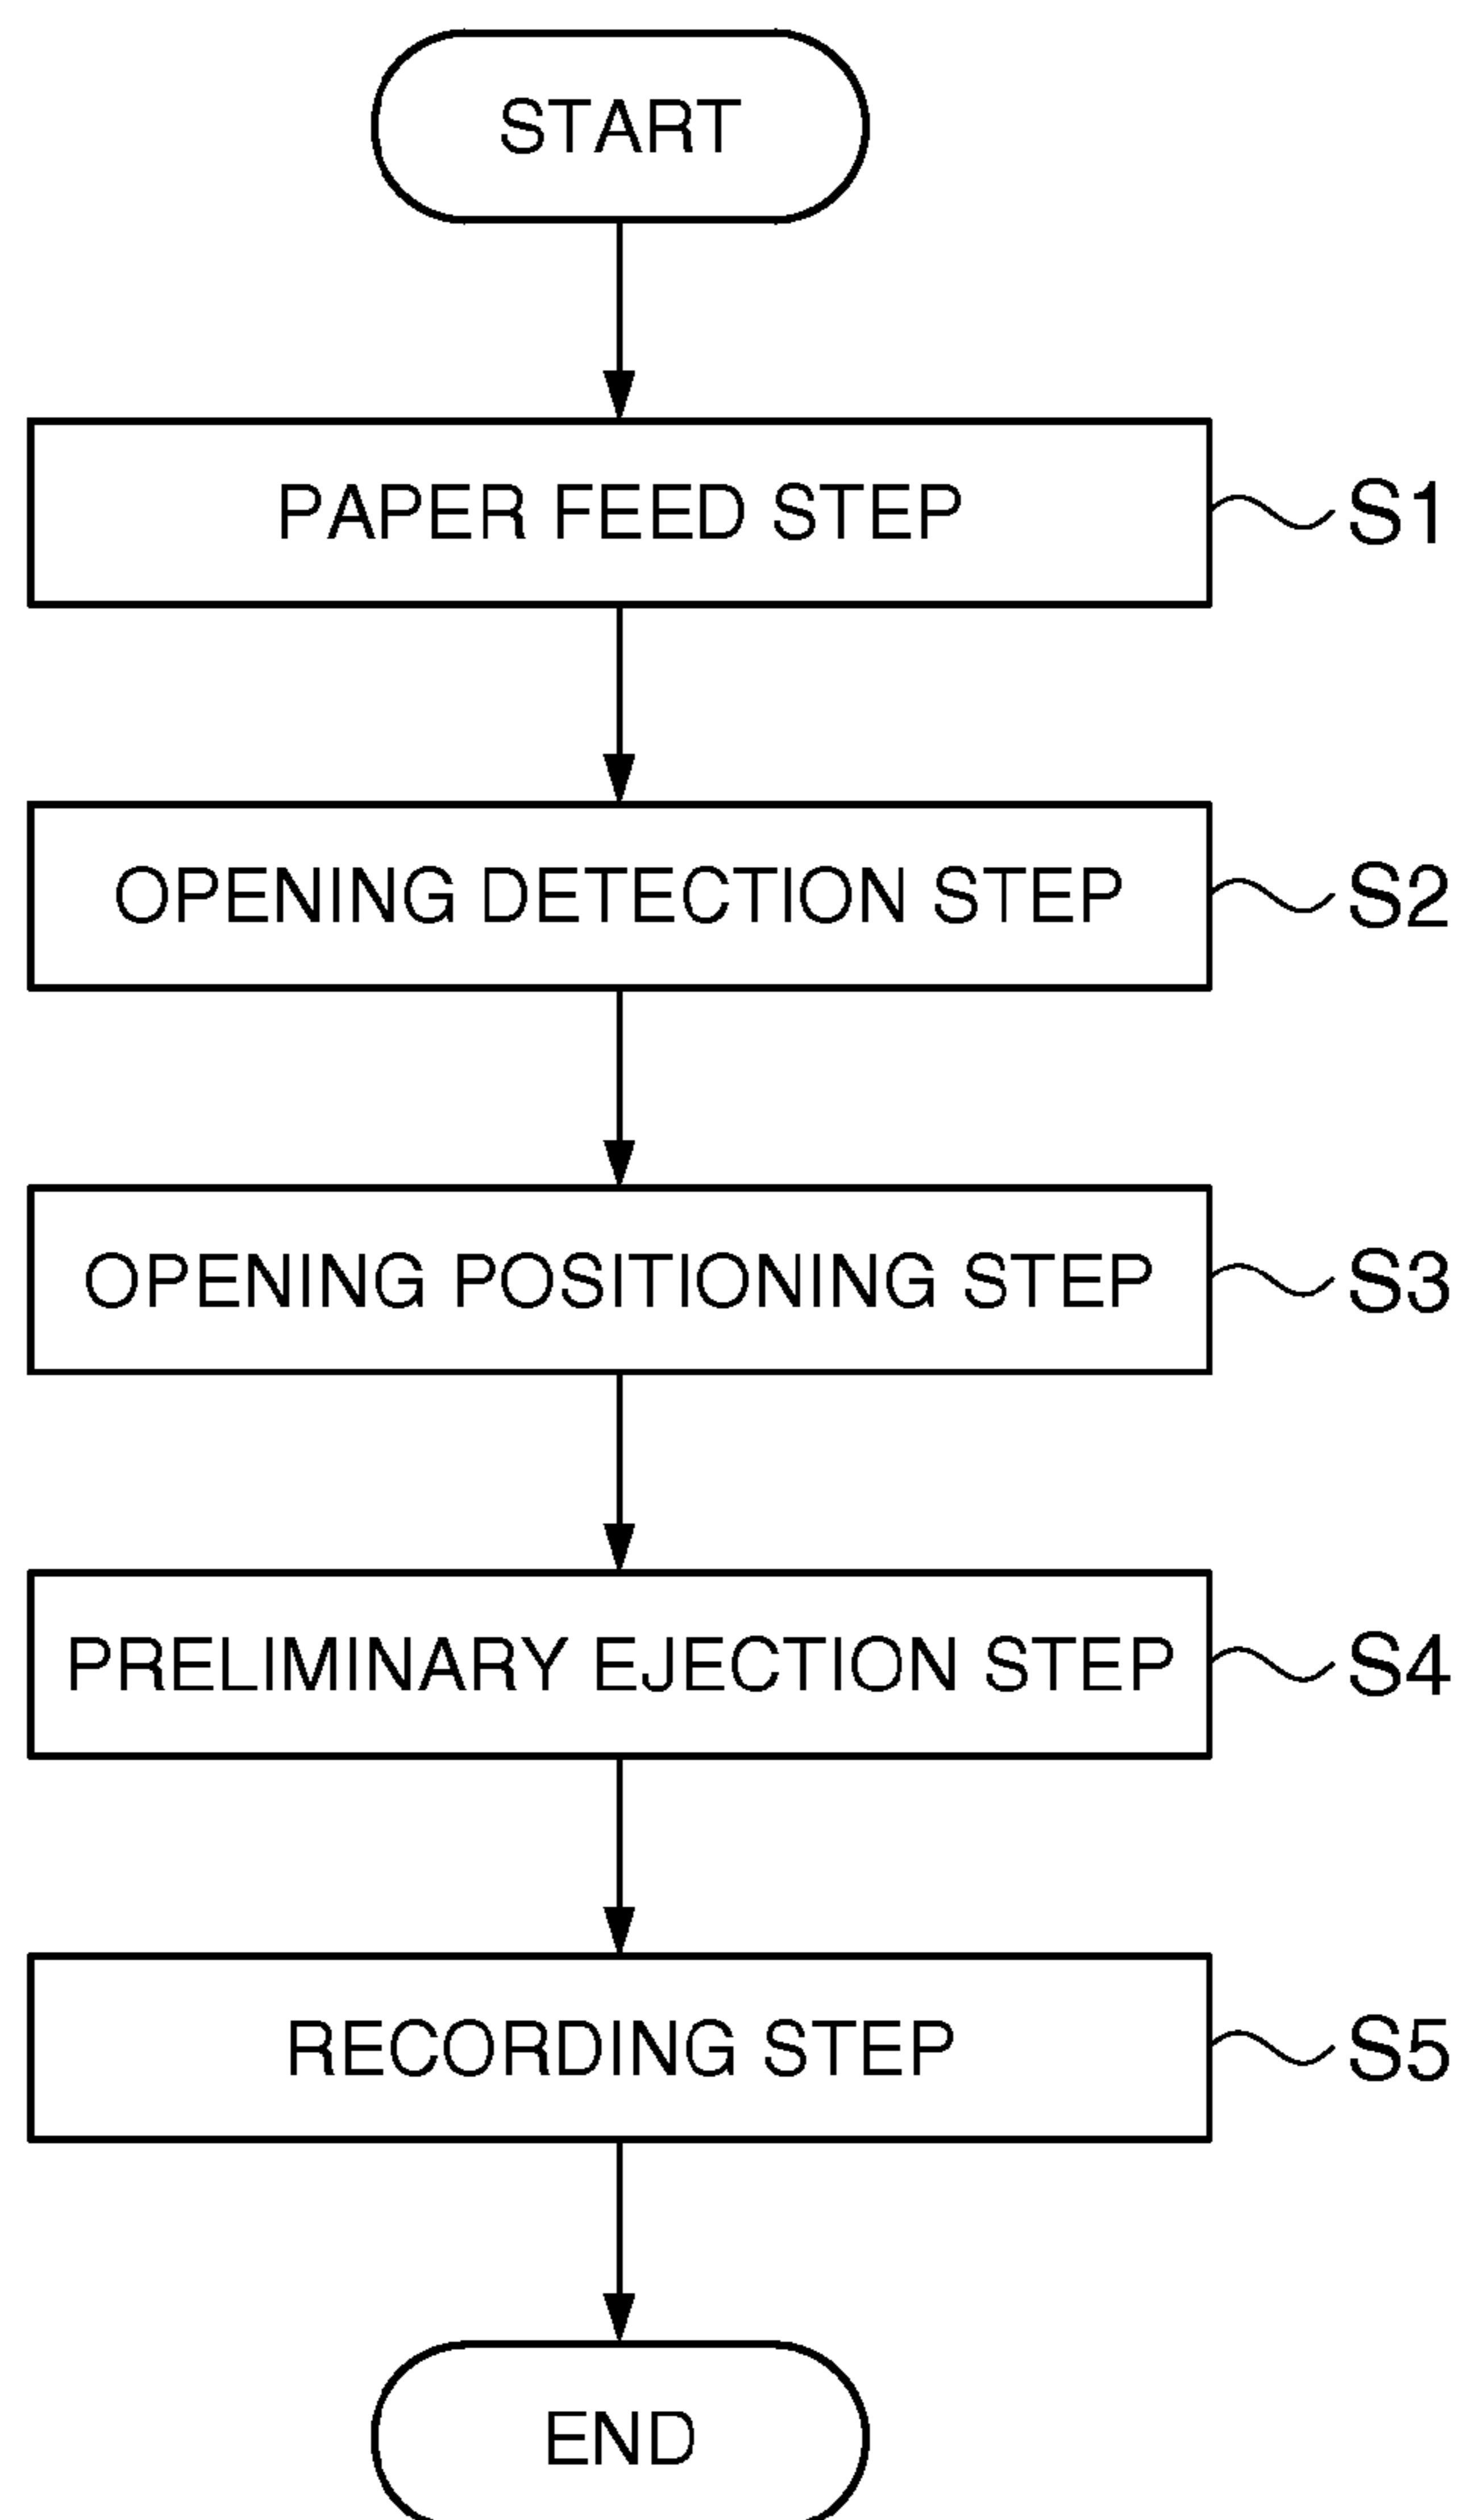 START
PAPER FEED STEP S1
OPENING DETECTION STEP S2
OPENING POSITIONING STEP S3
PRELIMINARY EJECTION STEP S4
RECORDING STEP S5
END